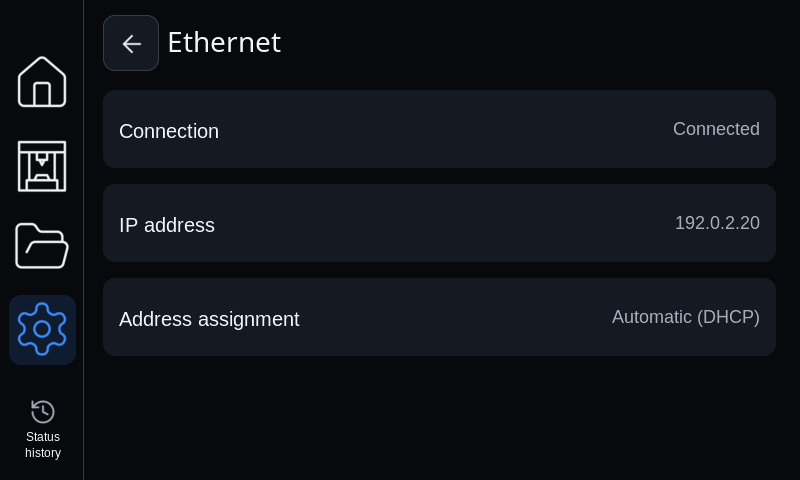 Ethernet
Connection
Connected
IP address
192.0.2.20
Address assignment
Automatic (DHCP)
Status
history